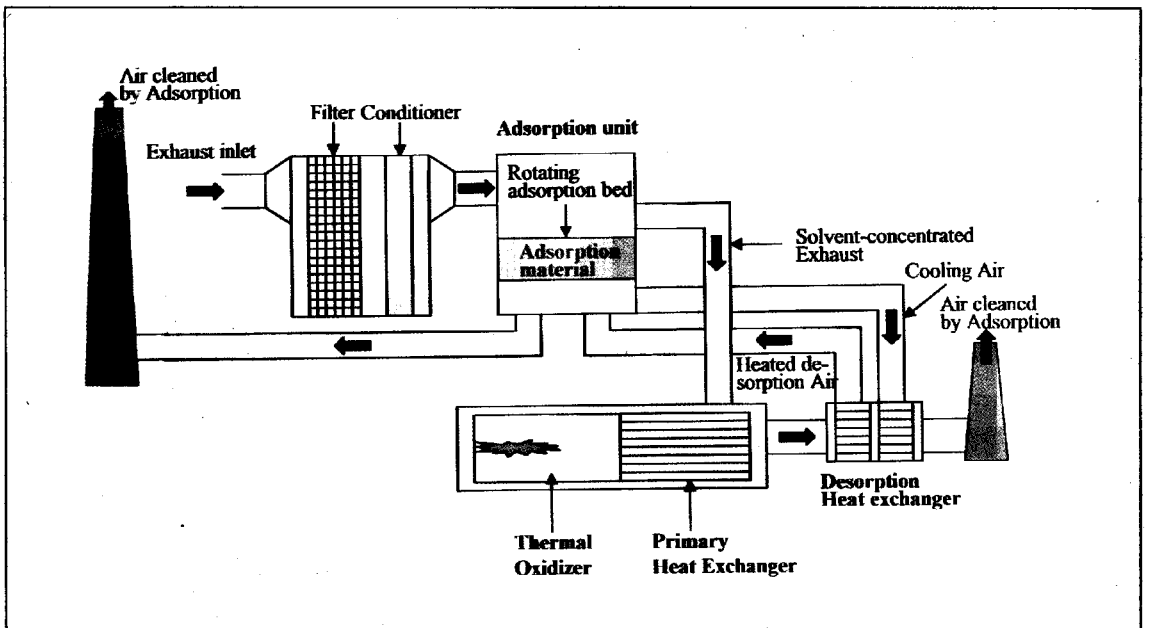 Air cleaned
by Adsorption
Filter Conditioner
Adsorption unit
Exhaust inlet
Rotating
adsorption bed
Adsorption
material
Solvent-concentrated
Exhaust
Cooling Air
Air cleaned
by Adsorption
Heated de-
sorption Air
Desorption
Heat exchanger
Thermal
Oxidizer
Primary
Heat Exchanger